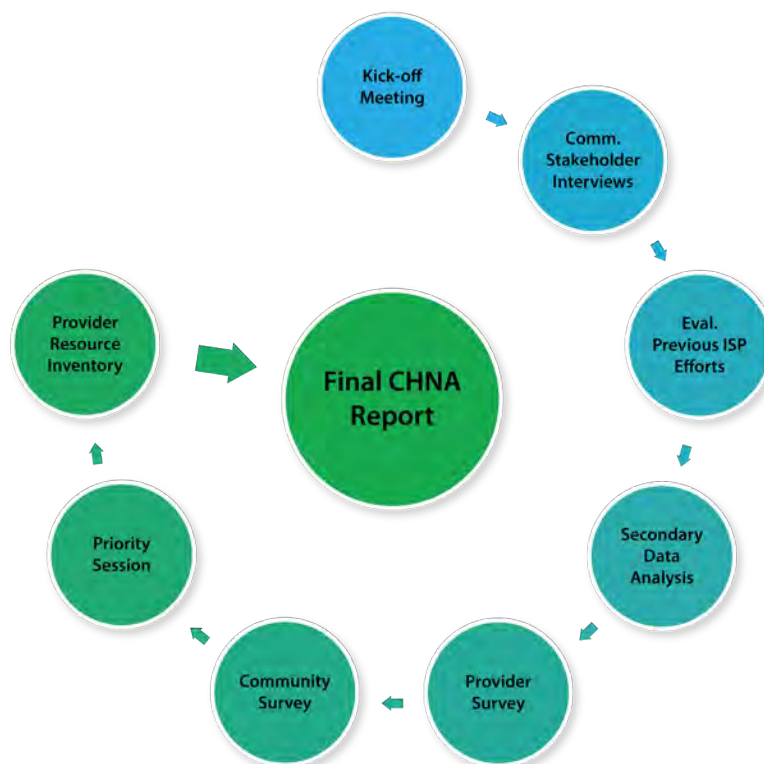 Kick-off
Meeting
Comm.
Stakeholder
Interviews
Eval.
Previous ISP
Efforts
Secondary
Data
Analysis
Provider
Survey
Community
Survey
Priority
Session
Provider
Resource
Inventory
Final CHNA
Report